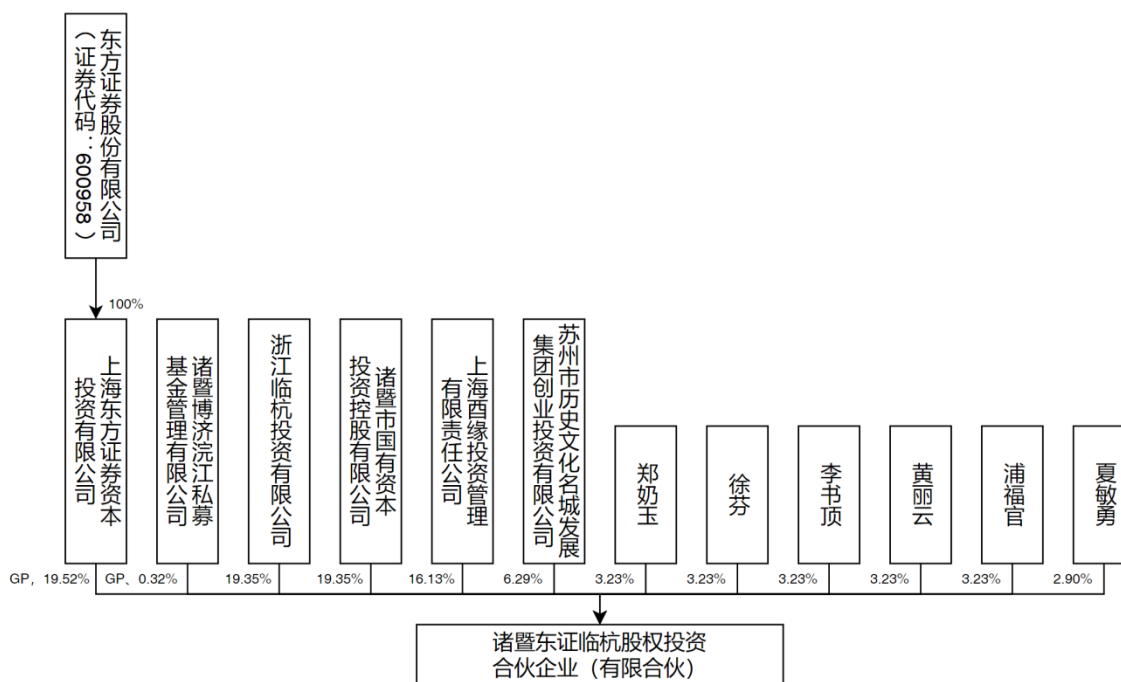 东方证券股份有限公司
（证券代码：600958）
100%
上海东方证券资本
投资有限公司
诸暨博济浣江私募
基金管理有限公司
浙江临杭投资有限公司
诸暨市国有资本
投资控股有限公司
上海酉缘投资管理
有限责任公司
苏州市历史文化名城发展
集团创业投资有限公司
郑奶玉
徐芬
李书顶
黄丽云
浦福官
夏敏勇
GP，19.52%
GP、0.32%
19.35%
19.35%
16.13%
6.29%
3.23%
3.23%
3.23%
3.23%
3.23%
2.90%
诸暨东证临杭股权投资
合伙企业（有限合伙）